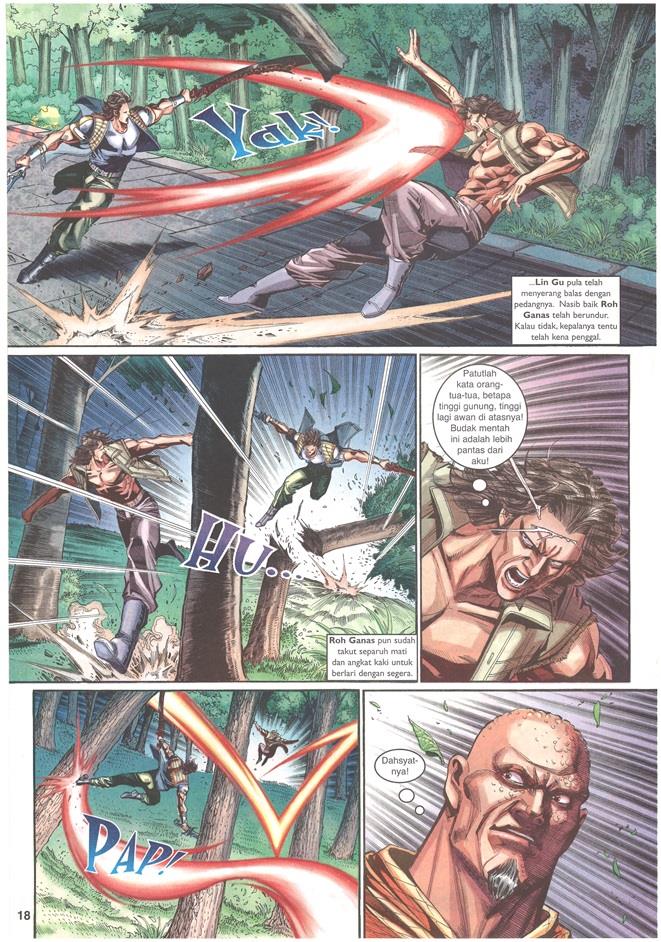 Yak!
...Lin Gu pula telah
menyerang balas dengan
pedangnya. Nasib baik Roh
Ganas telah berundur.
Kalau tidak, kepalanya tentu
telah kena penggal.
HU...
Roh Ganas pun sudah
takut separuh mati
dan angkat kaki untuk
berlari dengan segera.
Patutlah
kata orang-
tua-tua, betapa
tinggi gunung, tinggi
lagi awan di atasnya!
Budak mentah
ini adalah lebih
pantas dari
aku!
PAP!
Dahsyat-
nya!
18